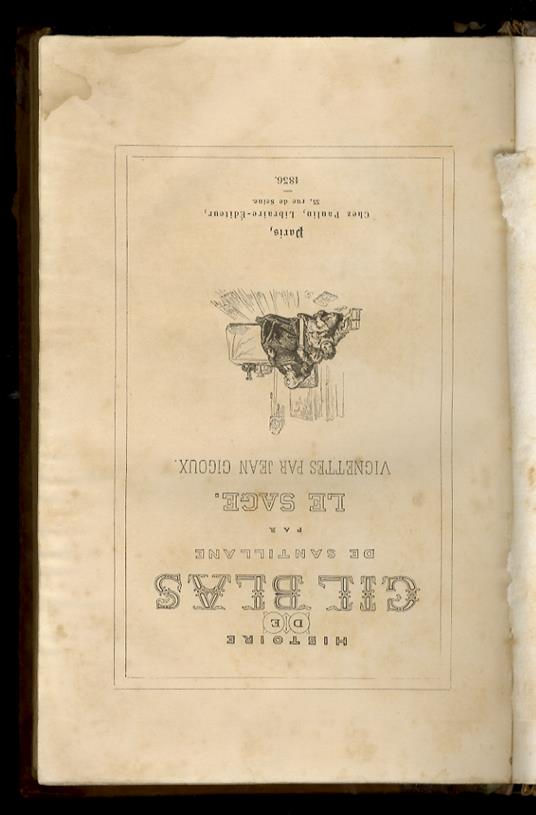 HISTOIRE
DE
GIL BLAS
DE SANTILLANE
PAR
LE SAGE.
VIGNETTES PAR JEAN GIGOUX.
Paris,
Chez Paulin, Libraire-Éditeur,
33, rue de Seine.
1836.